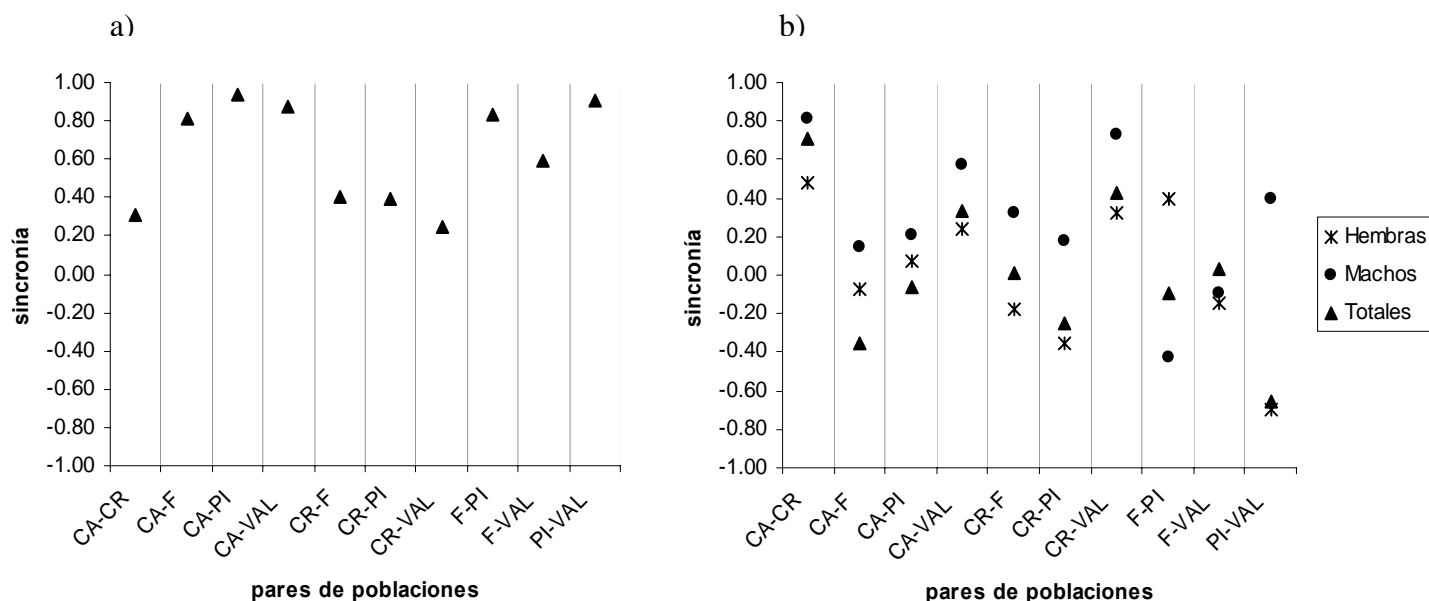 a)
1.00
0.80
0.60
0.40
0.20
0.00
-0.20
-0.40
-0.60
-0.80
-1.00
sincronía
CA-CR
CA-F
CA-PI
CA-VAL
CR-F
CR-PI
CR-VAL
F-PI
F-VAL
PI-VAL
pares de poblaciones
b)
1.00
0.80
0.60
0.40
0.20
0.00
-0.20
-0.40
-0.60
-0.80
-1.00
sincronía
CA-CR
CA-F
CA-PI
CA-VAL
CR-F
CR-PI
CR-VAL
F-PI
F-VAL
PI-VAL
pares de poblaciones
Hembras
Machos
Totales